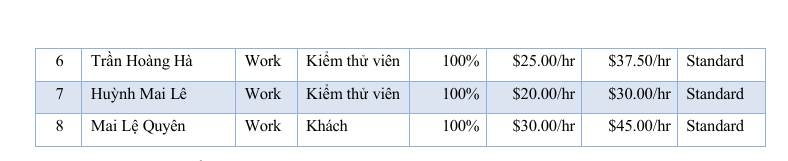 6 Trần Hoàng Hà Work Kiểm thử viên 100% $25.00/hr $37.50/hr Standard
7 Huỳnh Mai Lê Work Kiểm thử viên 100% $20.00/hr $30.00/hr Standard
8 Mai Lệ Quyên Work Khách 100% $30.00/hr $45.00/hr Standard